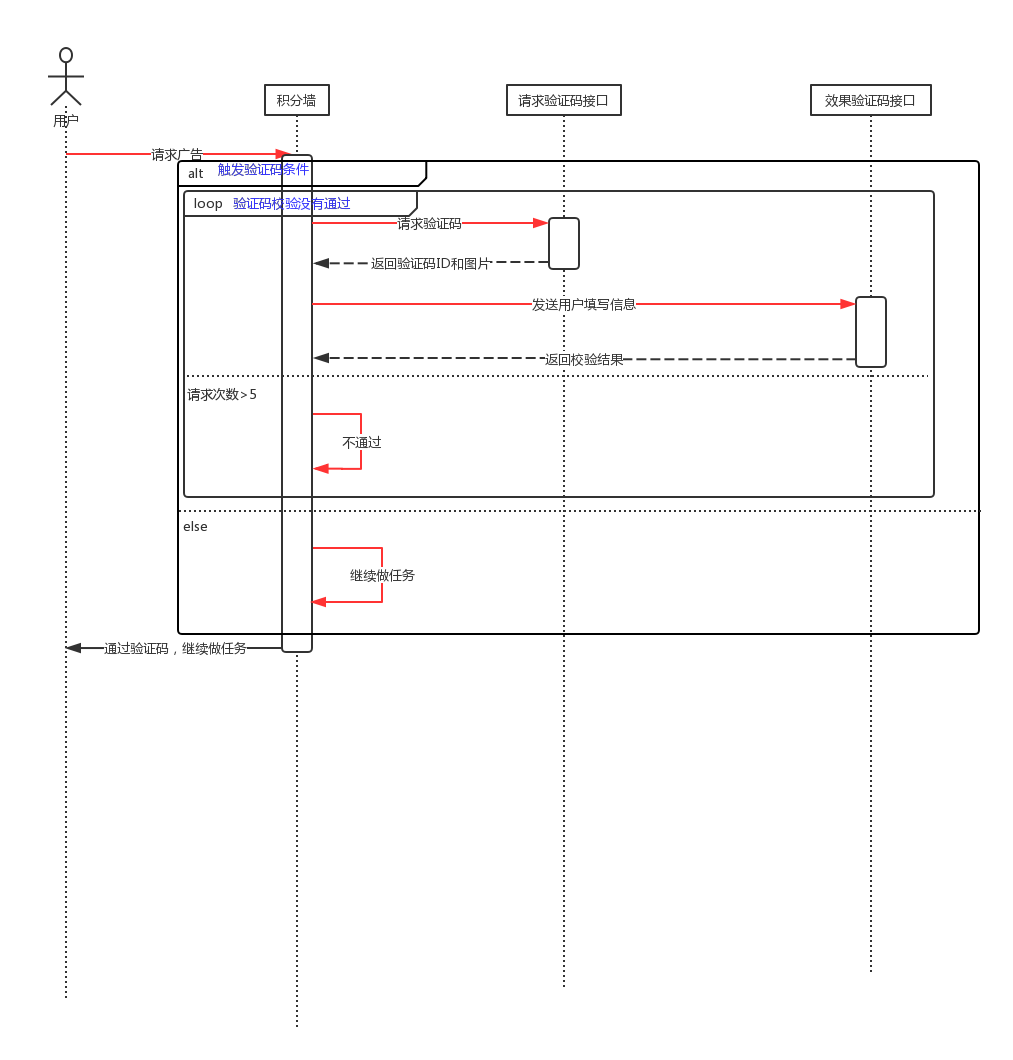 用户
积分墙
请求验证码接口
效果验证码接口
请求广告
alt
触发验证码条件
loop
验证码校验没有通过
请求验证码
返回验证码ID和图片
发送用户填写信息
返回校验结果
请求次数>5
不通过
else
继续做任务
通过验证码，继续做任务